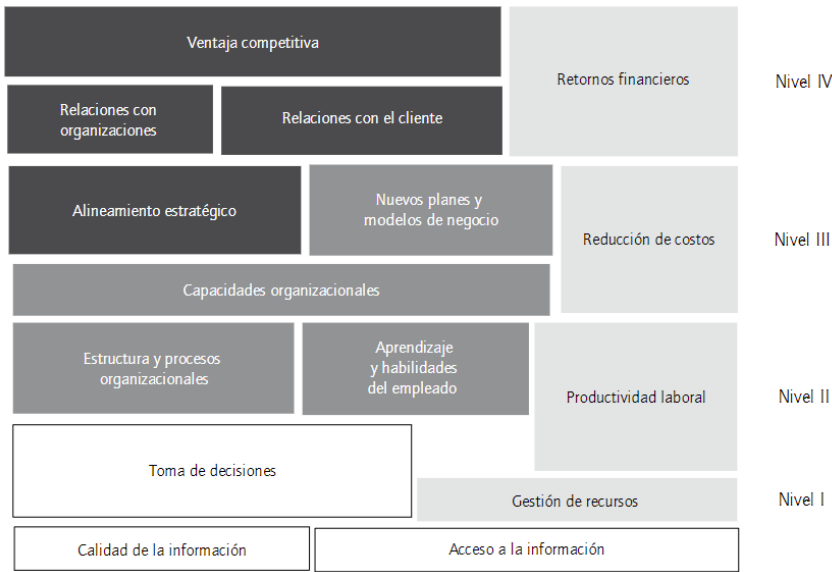 Ventaja competitiva
Retornos financieros
Nivel IV
Relaciones con
organizaciones
Relaciones con el cliente
Alineamiento estratégico
Nuevos planes y
modelos de negocio
Reducción de costos
Nivel III
Capacidades organizacionales
Estructura y procesos
organizacionales
Aprendizaje
y habilidades
del empleado
Productividad laboral
Nivel II
Toma de decisiones
Gestión de recursos
Nivel I
Calidad de la información
Acceso a la información